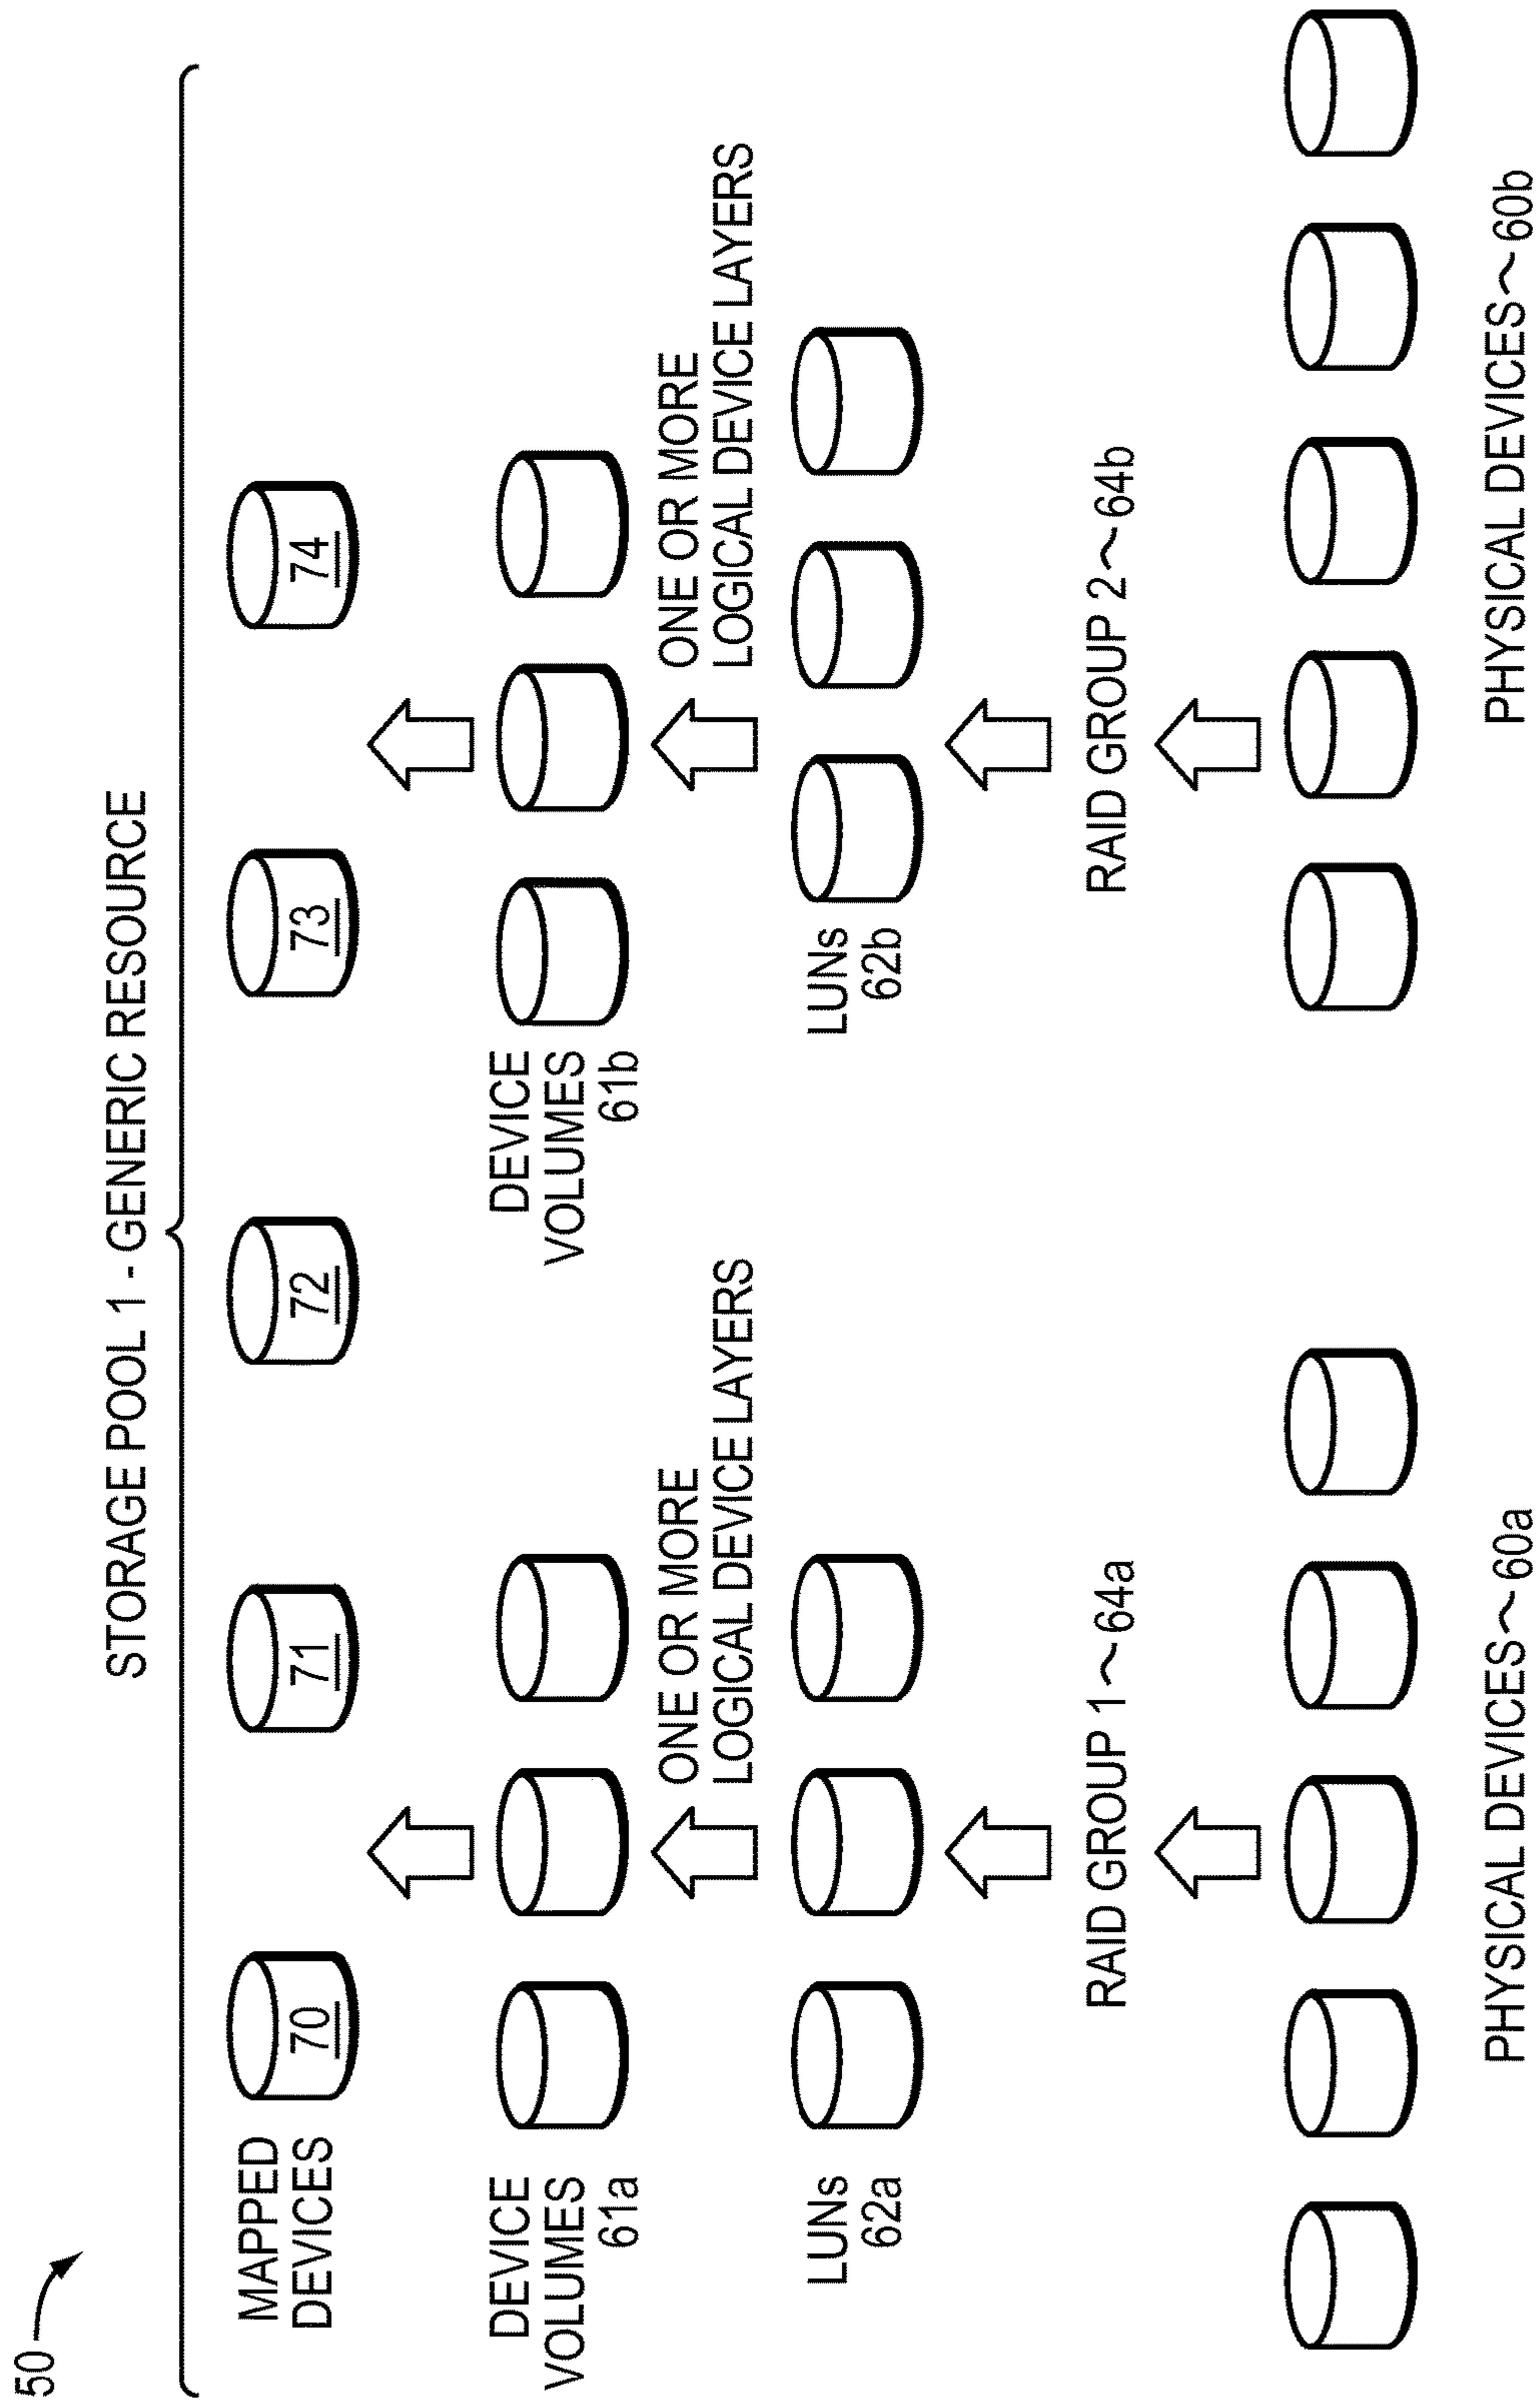 50
STORAGE POOL 1 - GENERIC RESOURCE
MAPPED
DEVICES
70
71
72
73
74
DEVICE
VOLUMES
61a
DEVICE
VOLUMES
61b
ONE OR MORE
LOGICAL DEVICE LAYERS
ONE OR MORE
LOGICAL DEVICE LAYERS
LUNs
62a
LUNs
62b
RAID GROUP 1~64a
RAID GROUP 2~64b
PHYSICAL DEVICES~60a
PHYSICAL DEVICES~60b